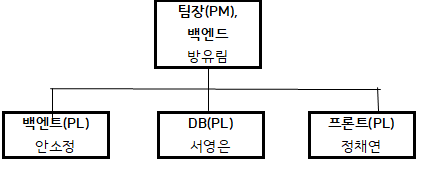 팀장(PM),
백엔드
방유림
백엔트(PL)
안소정
DB(PL)
서영은
프론트(PL)
정채연